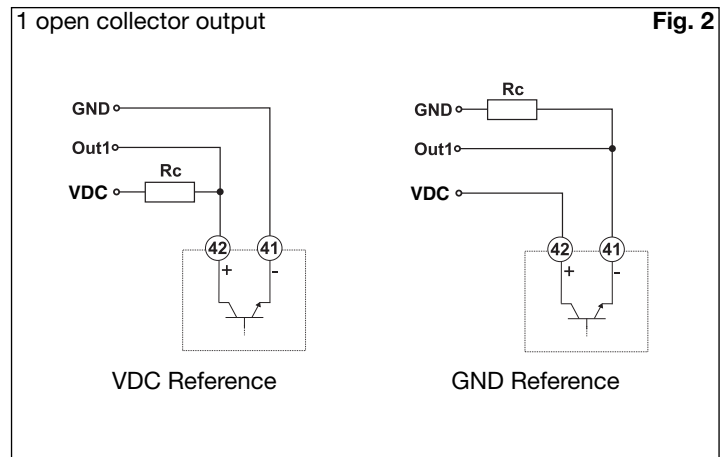 1 open collector output Fig. 2
GND
Out1
Rc
VDC
42 41
+ -
VDC Reference
Rc
GND
Out1
VDC
42 41
+ -
GND Reference